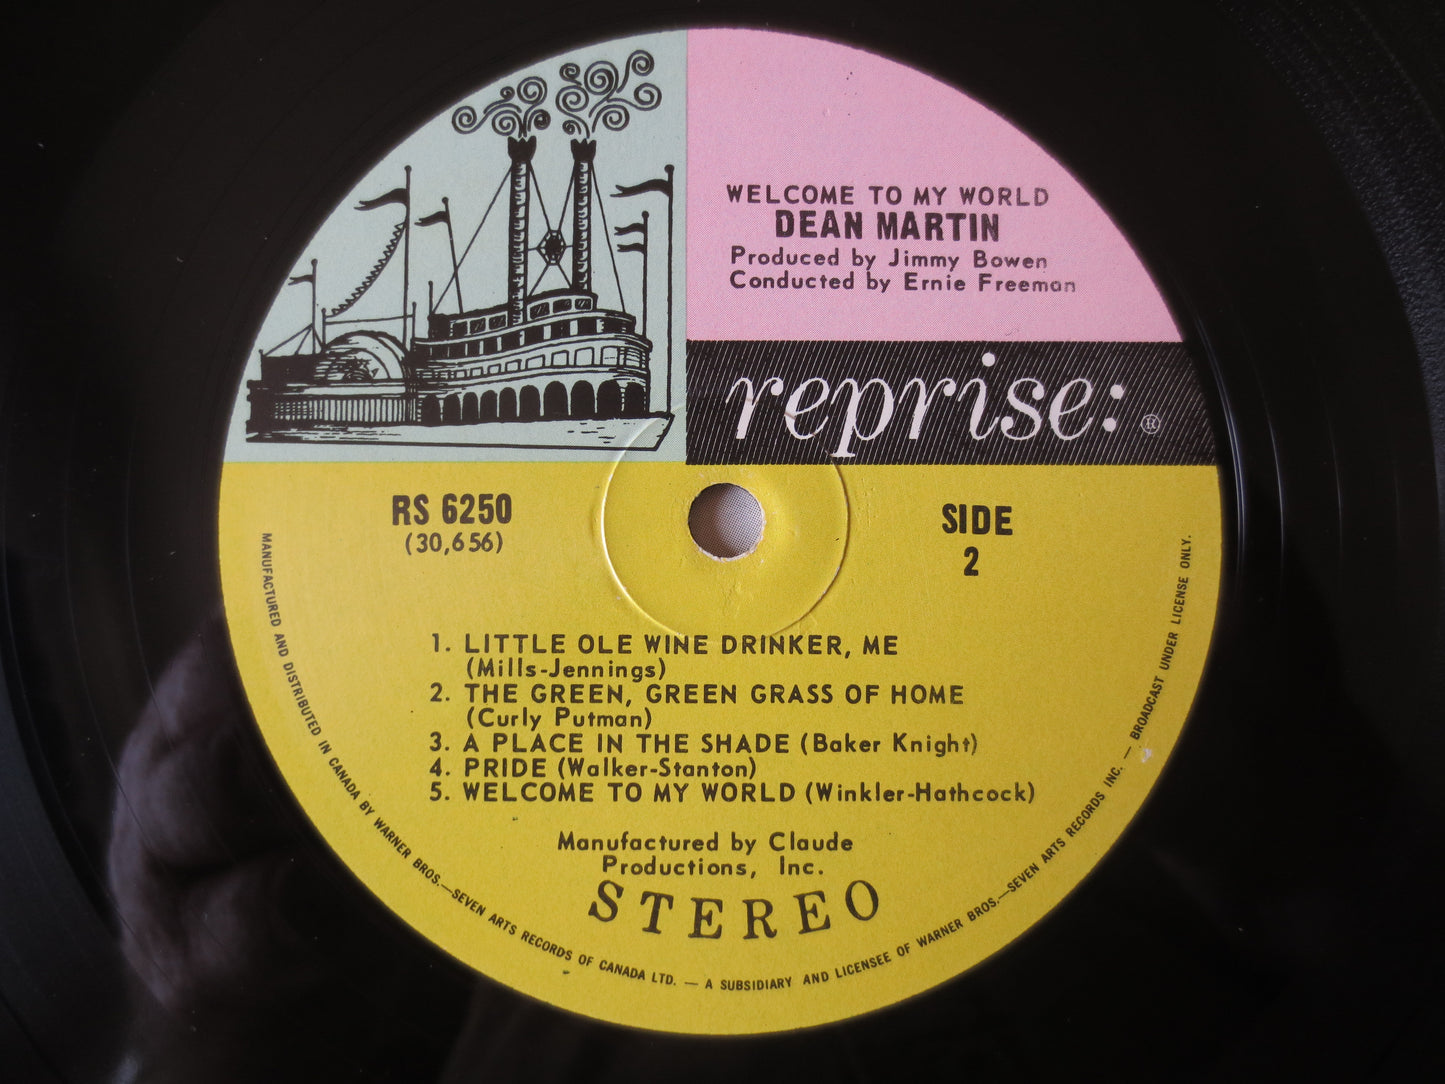 WELCOME TO MY WORLD
DEAN MARTIN
Produced by Jimmy Bowen
Conducted by Ernie Freeman
reprise: ®
RS 6250
(30,656)
SIDE
2
1. LITTLE OLE WINE DRINKER, ME
(Mills-Jennings)
2. THE GREEN, GREEN GRASS OF HOME
(Curly Putman)
3. A PLACE IN THE SHADE (Baker Knight)
4. PRIDE (Walker-Stanton)
5. WELCOME TO MY WORLD (Winkler-Hathcock)
Manufactured by Claude
Productions, Inc.
STEREO
MANUFACTURED AND DISTRIBUTED IN CANADA BY WARNER BROS.—SEVEN ARTS RECORDS OF CANADA LTD. — A SUBSIDIARY AND LICENSEE OF WARNER BROS.—SEVEN ARTS RECORDS INC. — BROADCAST UNDER LICENSE ONLY.